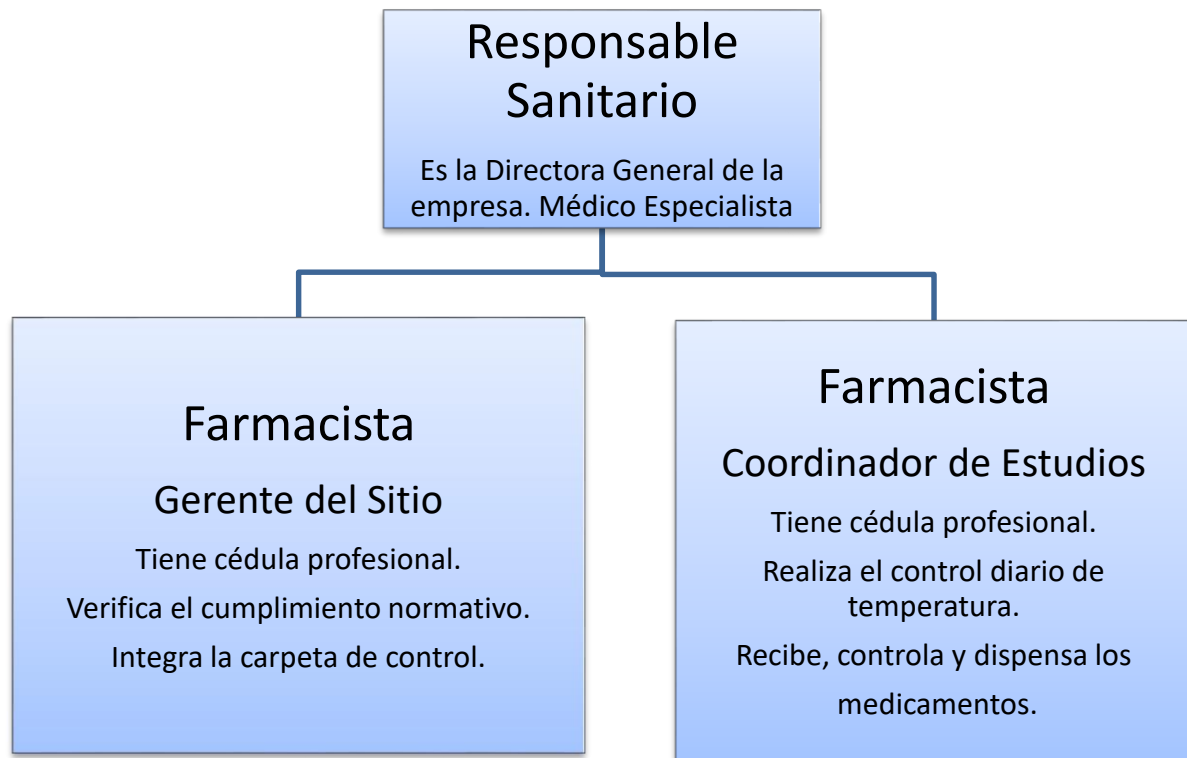 Responsable
Sanitario
Es la Directora General de la
empresa. Médico Especialista
Farmacista
Gerente del Sitio
Tiene cédula profesional.
Verifica el cumplimiento normativo.
Integra la carpeta de control.
Farmacista
Coordinador de Estudios
Tiene cédula profesional.
Realiza el control diario de
temperatura.
Recibe, controla y dispensa los
medicamentos.